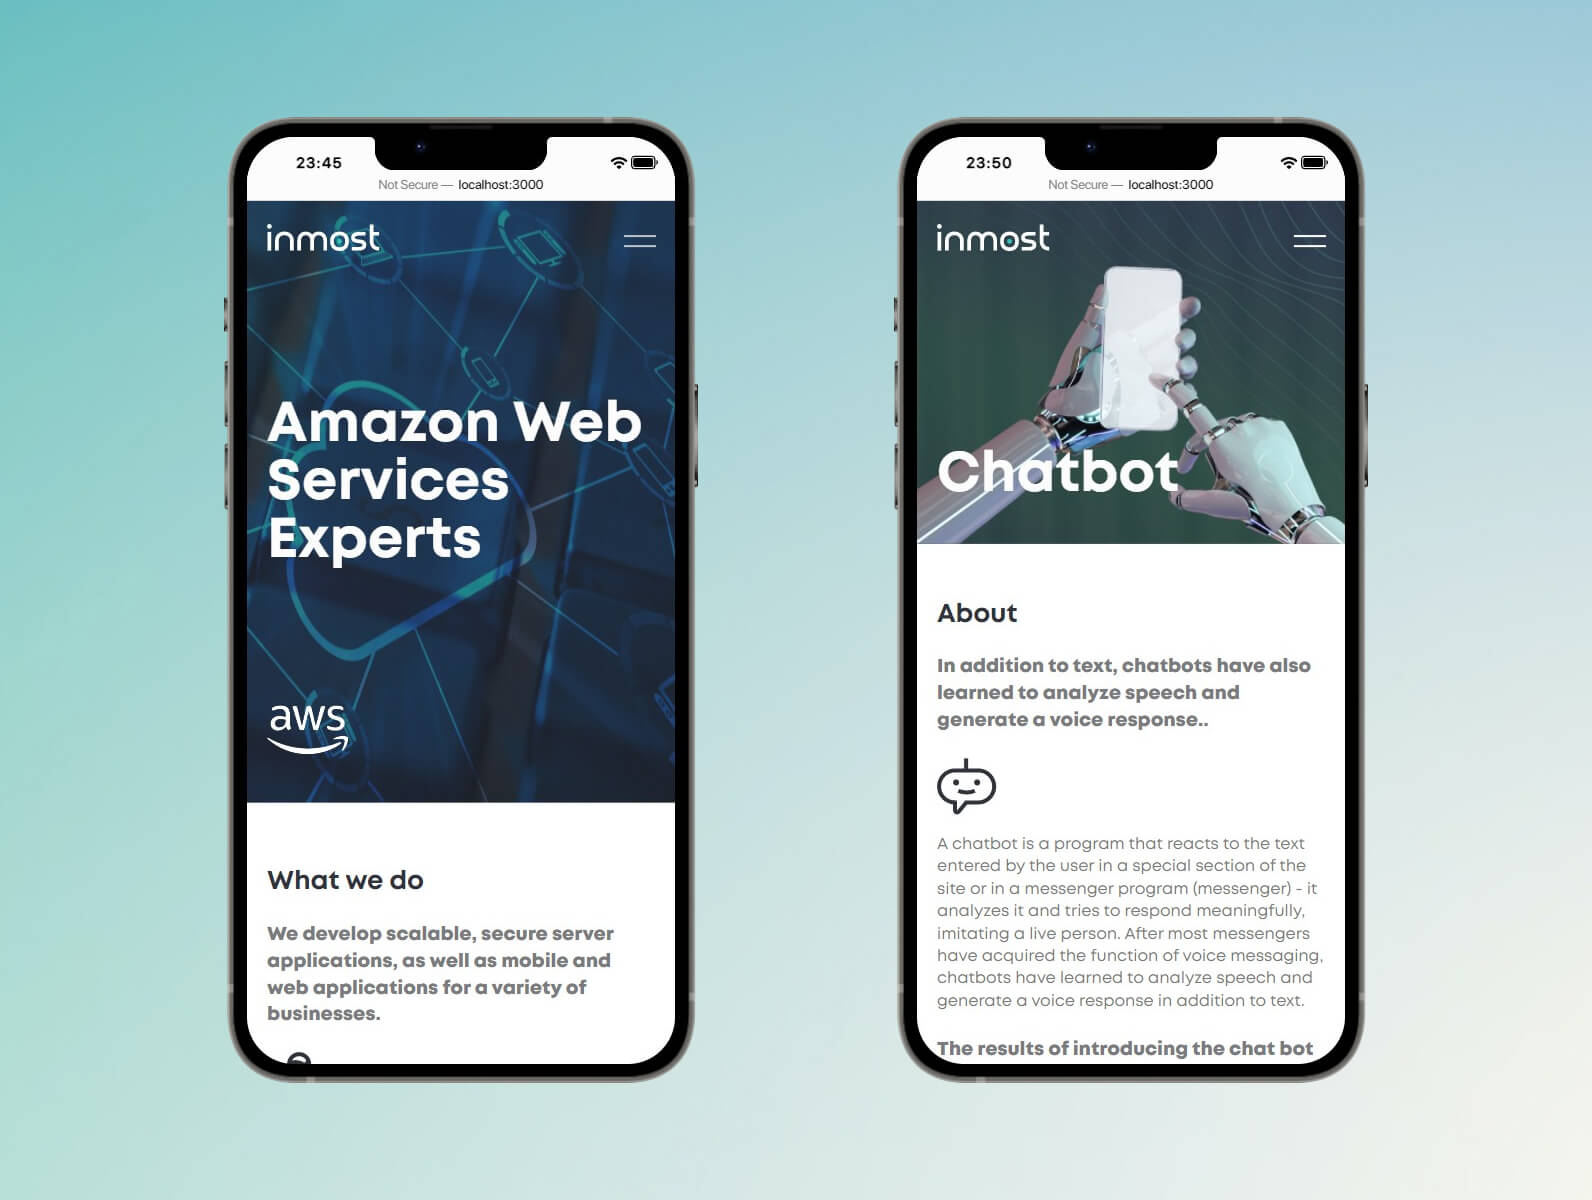 23:45
Not Secure — localhost:3000
inmost
Amazon Web
Services
Experts
aws
What we do
We develop scalable, secure server
applications, as well as mobile and
web applications for a variety of
businesses.
23:50
Not Secure — localhost:3000
inmost
Chatbot
About
In addition to text, chatbots have also
learned to analyze speech and
generate a voice response..
A chatbot is a program that reacts to the text
entered by the user in a special section of the
site or in a messenger program (messenger) - it
analyzes it and tries to respond meaningfully,
imitating a live person. After most messengers
have acquired the function of voice messaging,
chatbots have learned to analyze speech and
generate a voice response in addition to text.
The results of introducing the chat bot